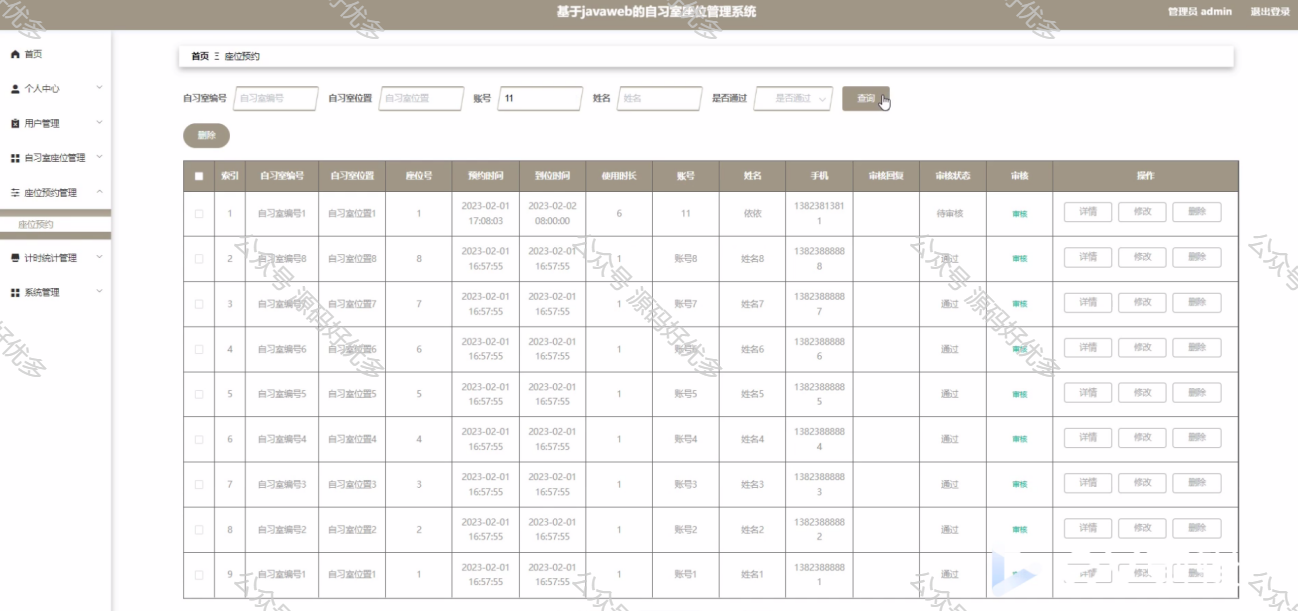 基于javaweb的自习室座位管理系统
管理员 admin 退出登录
首页
个人中心
用户管理
自习室座位管理
座位预约管理
座位预约
计时统计管理
系统管理
首页 Ξ 座位预约
自习室编号 自习室编号 自习室位置 自习室位置 账号 11 姓名 姓名 是否通过 是否通过 查询
删除
索引 自习室编号 自习室位置 座位号 预约时间 到位时间 使用时长 账号 姓名 手机 审核回复 审核状态 审核 操作
1 自习室编号1 自习室位置1 1 2023-02-01 17:08:03 2023-02-02 08:00:00 6 11 依依 13823813811 待审核 审核 详情 修改 删除
2 自习室编号8 自习室位置8 8 2023-02-01 16:57:55 2023-02-01 16:57:55 1 账号8 姓名8 13823888888 通过 审核 详情 修改 删除
3 自习室编号7 自习室位置7 7 2023-02-01 16:57:55 2023-02-01 16:57:55 1 账号7 姓名7 13823888887 通过 审核 详情 修改 删除
4 自习室编号6 自习室位置6 6 2023-02-01 16:57:55 2023-02-01 16:57:55 1 账号6 姓名6 13823888886 通过 审核 详情 修改 删除
5 自习室编号5 自习室位置5 5 2023-02-01 16:57:55 2023-02-01 16:57:55 1 账号5 姓名5 13823888885 通过 审核 详情 修改 删除
6 自习室编号4 自习室位置4 4 2023-02-01 16:57:55 2023-02-01 16:57:55 1 账号4 姓名4 13823888884 通过 审核 详情 修改 删除
7 自习室编号3 自习室位置3 3 2023-02-01 16:57:55 2023-02-01 16:57:55 1 账号3 姓名3 13823888883 通过 审核 详情 修改 删除
8 自习室编号2 自习室位置2 2 2023-02-01 16:57:55 2023-02-01 16:57:55 1 账号2 姓名2 13823888882 通过 审核 详情 修改 删除
9 自习室编号1 自习室位置1 1 2023-02-01 16:57:55 2023-02-01 16:57:55 1 账号1 姓名1 13823888881 通过 详情 修改 删除
公众号 源码好优多
公众号 源码好优多
公众号 源码好优多